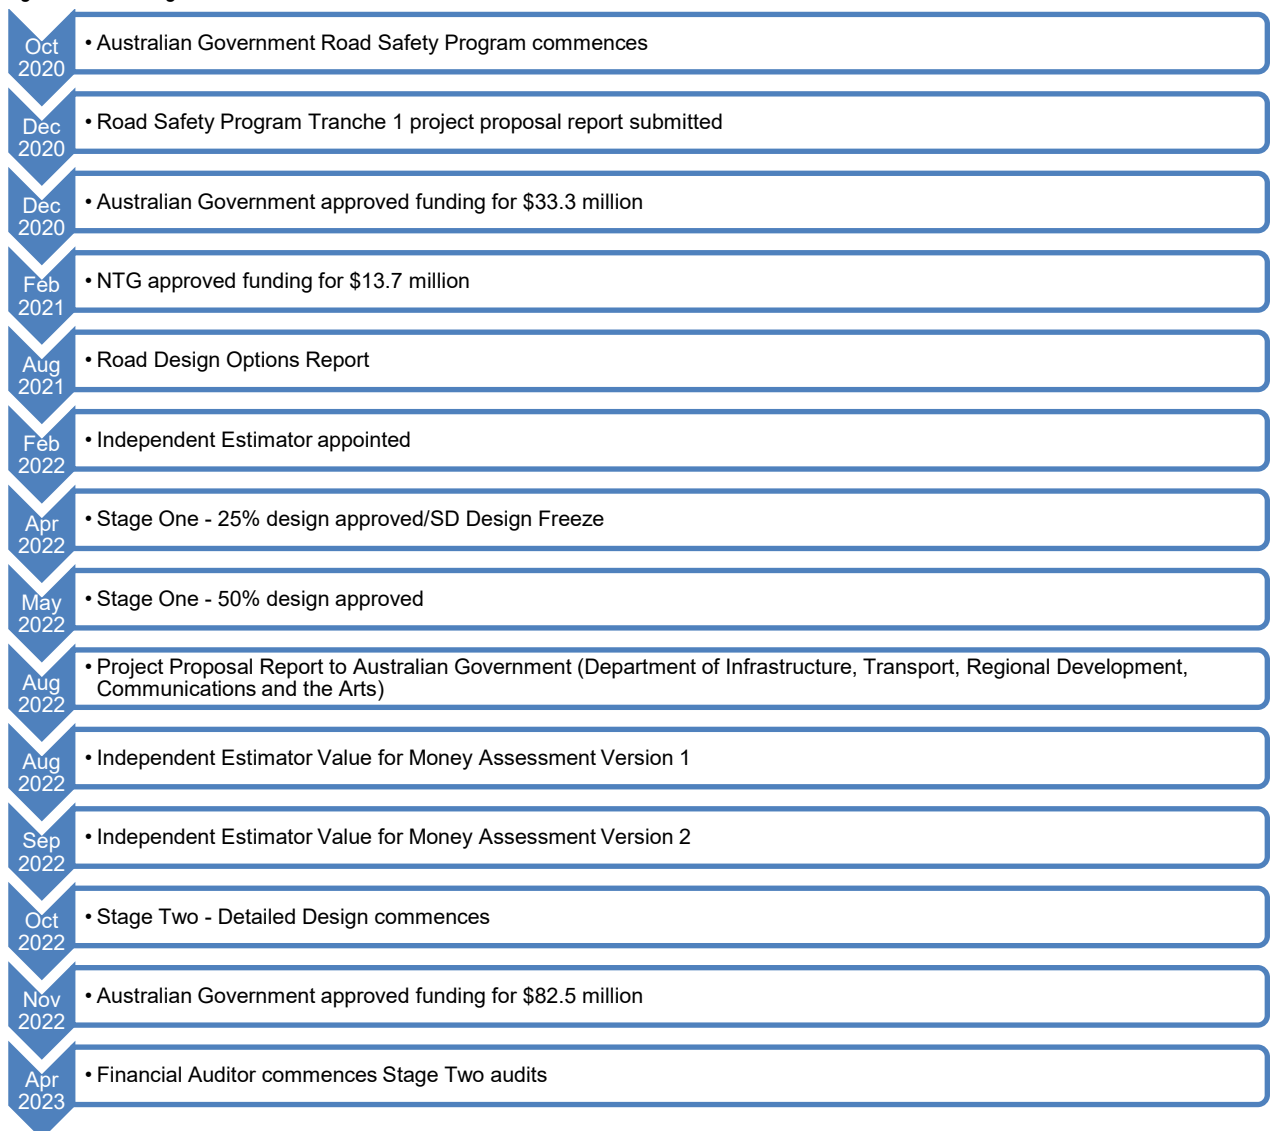 Oct
2020
• Australian Government Road Safety Program commences
Dec
2020
• Road Safety Program Tranche 1 project proposal report submitted
Dec
2020
• Australian Government approved funding for $33.3 million
Feb
2021
• NTG approved funding for $13.7 million
Aug
2021
• Road Design Options Report
Feb
2022
• Independent Estimator appointed
Apr
2022
• Stage One - 25% design approved/SD Design Freeze
May
2022
• Stage One - 50% design approved
Aug
2022
• Project Proposal Report to Australian Government (Department of Infrastructure, Transport, Regional Development,
Communications and the Arts)
Aug
2022
• Independent Estimator Value for Money Assessment Version 1
Sep
2022
• Independent Estimator Value for Money Assessment Version 2
Oct
2022
• Stage Two - Detailed Design commences
Nov
2022
• Australian Government approved funding for $82.5 million
Apr
2023
• Financial Auditor commences Stage Two audits